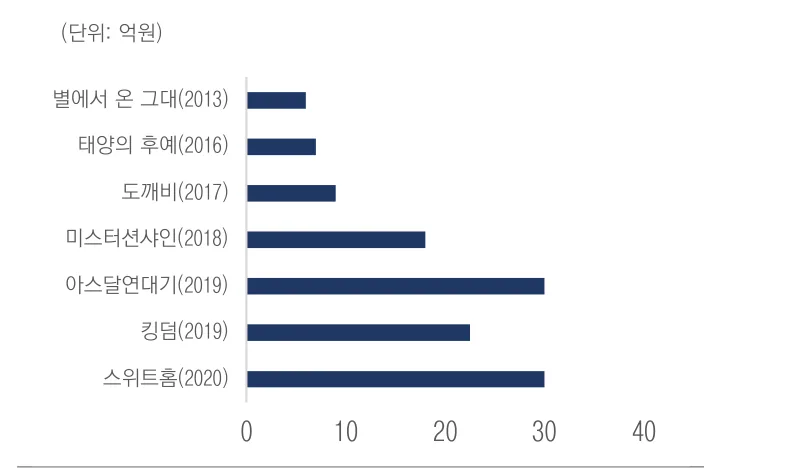 (단위: 억원)
별에서 온 그대(2013)
태양의 후예(2016)
도깨비(2017)
미스터션샤인(2018)
아스달연대기(2019)
킹덤(2019)
스위트홈(2020)
0 10 20 30 40